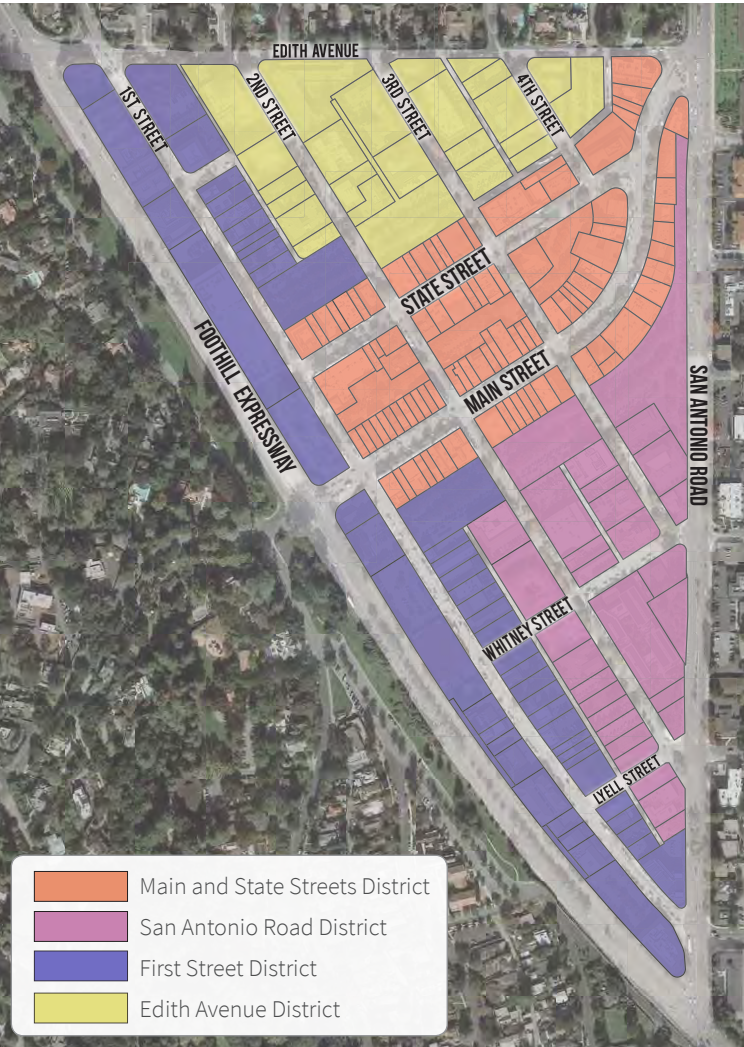 EDITH AVENUE
1ST STREET
2ND STREET
3RD STREET
4TH STREET
STATE STREET
MAIN STREET
FOOTHILL EXPRESSWAY
SAN ANTONIO ROAD
WHITNEY STREET
LYELL STREET
Main and State Streets District
San Antonio Road District
First Street District
Edith Avenue District